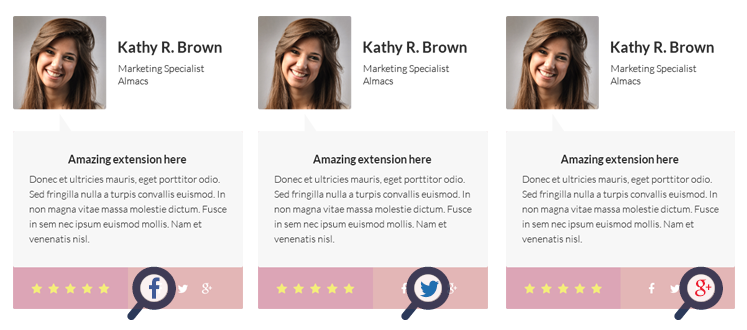 Kathy R. Brown
Marketing Specialist
Almacs
Amazing extension here
Donec et ultricies mauris, eget porttitor odio.
Sed fringilla nulla a turpis convallis euismod. In
non magna vitae massa molestie dictum. Fusce
in sem nec ipsum euismod mollis. Nam et
venenatis nisl.
Kathy R. Brown
Marketing Specialist
Almacs
Amazing extension here
Donec et ultricies mauris, eget porttitor odio.
Sed fringilla nulla a turpis convallis euismod. In
non magna vitae massa molestie dictum. Fusce
in sem nec ipsum euismod mollis. Nam et
venenatis nisl.
Kathy R. Brown
Marketing Specialist
Almacs
Amazing extension here
Donec et ultricies mauris, eget porttitor odio.
Sed fringilla nulla a turpis convallis euismod. In
non magna vitae massa molestie dictum. Fusce
in sem nec ipsum euismod mollis. Nam et
venenatis nisl.